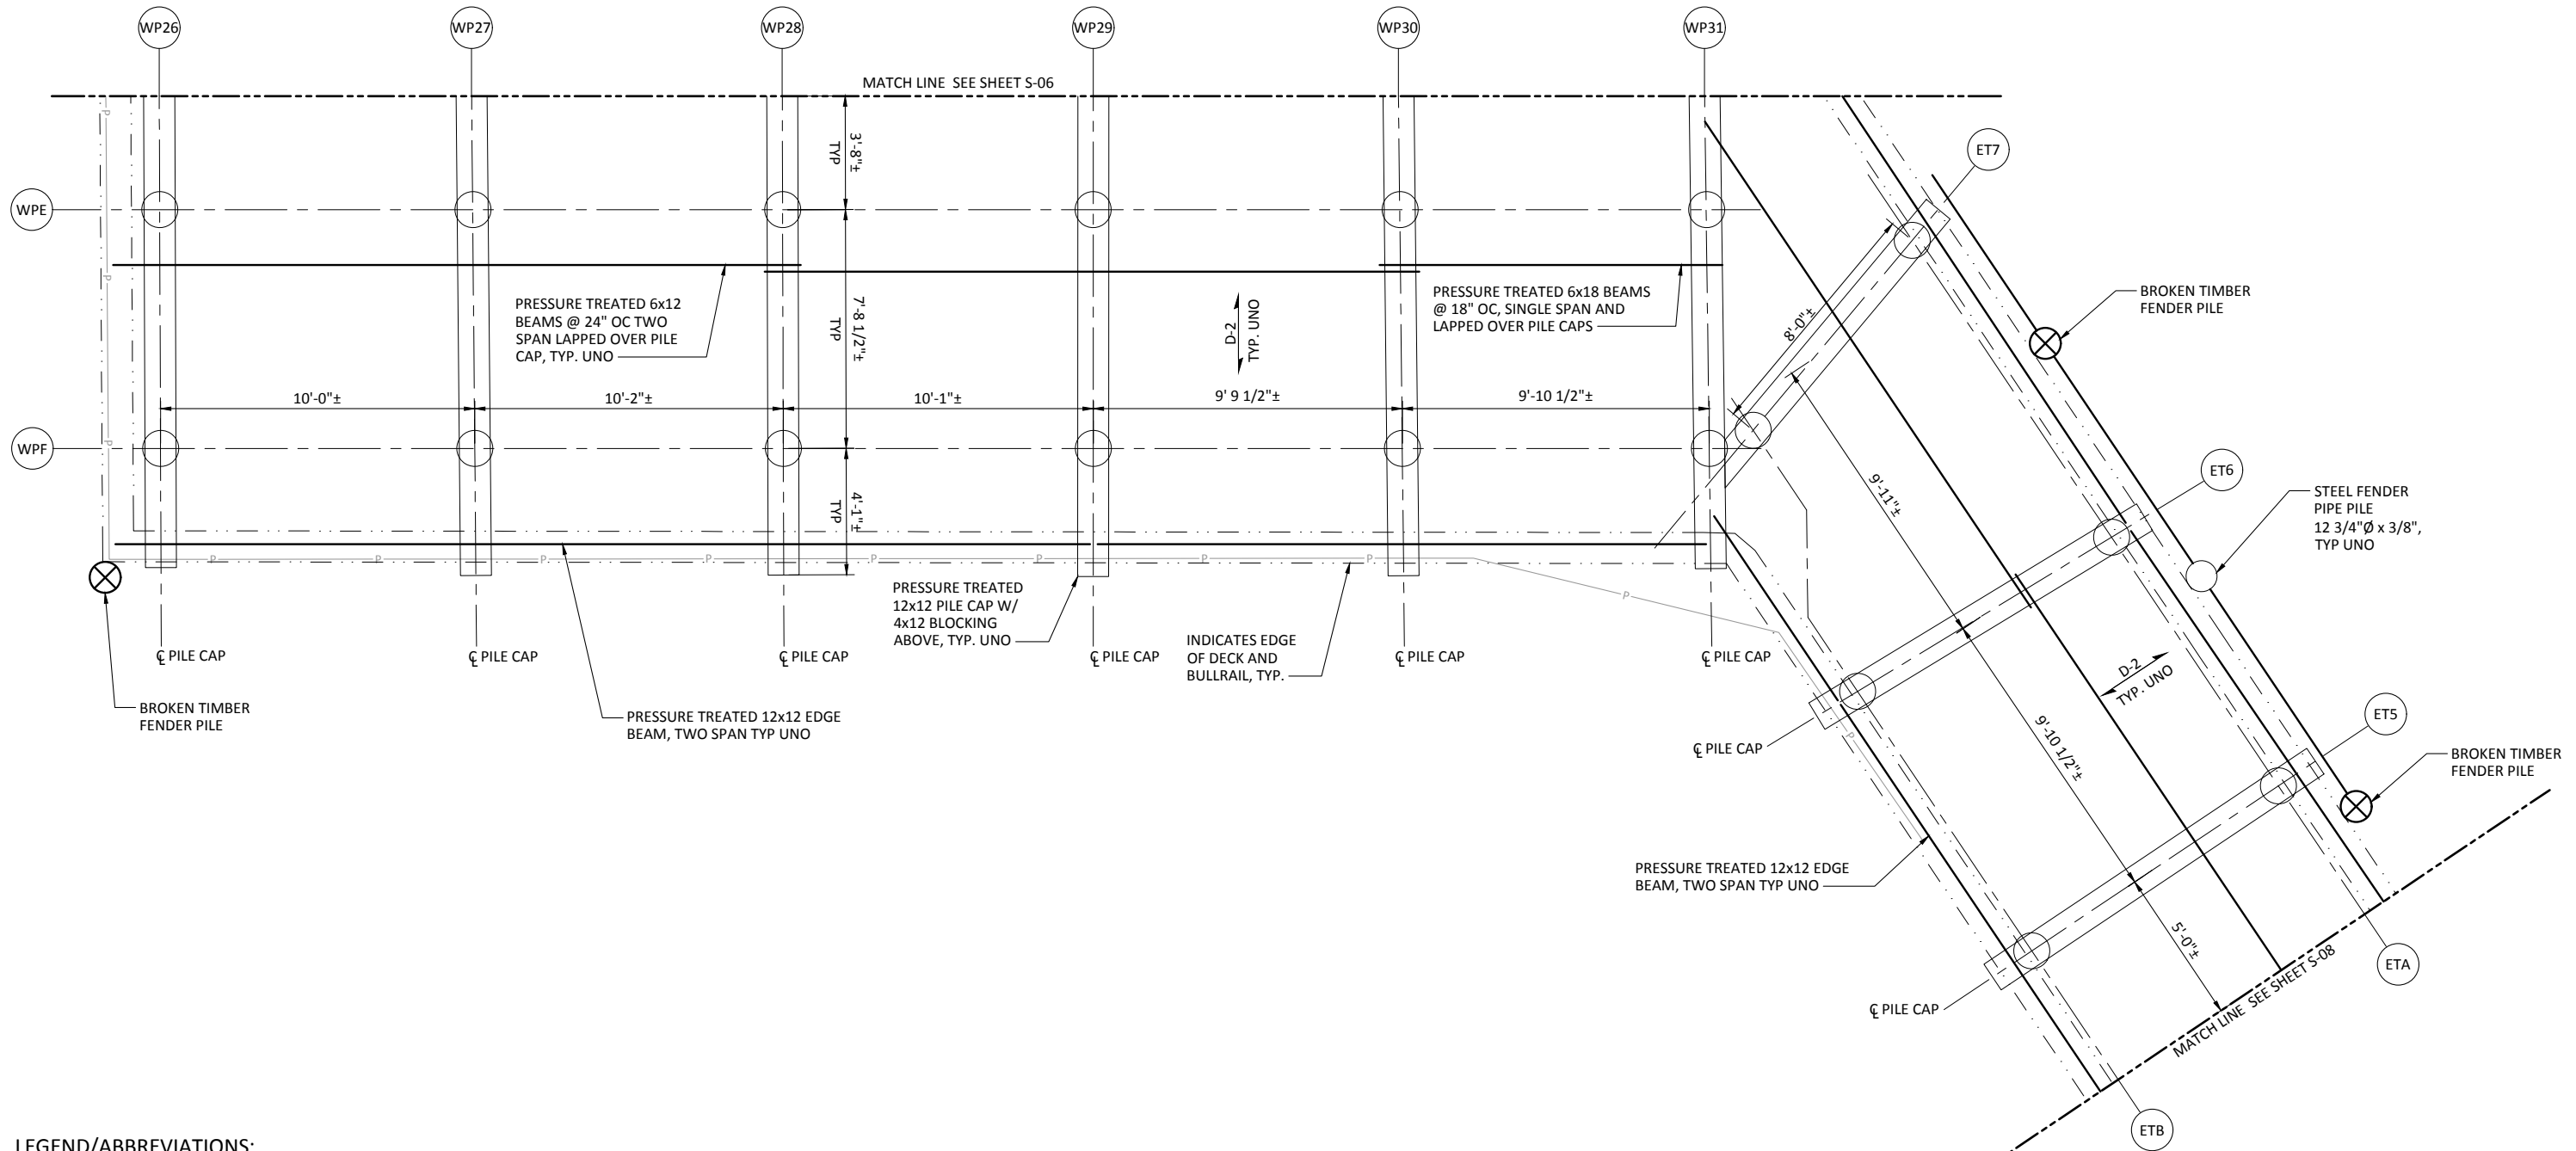 WP26
WP27
WP28
WP29
WP30
WP31
MATCH LINE  SEE SHEET S-06
P
3'-8"±
TYP
ET7
WPE
P
PRESSURE TREATED 6x12
BEAMS @ 24" OC TWO
SPAN LAPPED OVER PILE
CAP, TYP. UNO
7'-8 1/2"±
TYP
D-2
TYP. UNO
PRESSURE TREATED 6x18 BEAMS
@ 18" OC, SINGLE SPAN AND
LAPPED OVER PILE CAPS
8'-0"±
BROKEN TIMBER
FENDER PILE
10'-0"±
10'-2"±
10'-1"±
9' 9 1/2"±
9'-10 1/2"±
WPF
P
4'-1"±
TYP
9'-11"±
ET6
STEEL FENDER
PIPE PILE
12 3/4"Ø x 3/8",
TYP UNO
P
P
P
P
P
P
P
P
P
PRESSURE TREATED
12x12 PILE CAP W/
4x12 BLOCKING
ABOVE, TYP. UNO
INDICATES EDGE
OF DECK AND
BULLRAIL, TYP.
℄ PILE CAP
℄ PILE CAP
℄ PILE CAP
℄ PILE CAP
℄ PILE CAP
℄ PILE CAP
D-2
TYP. UNO
BROKEN TIMBER
FENDER PILE
PRESSURE TREATED 12x12 EDGE
BEAM, TWO SPAN TYP UNO
℄ PILE CAP
P
9'-10 1/2"±
ET5
BROKEN TIMBER
FENDER PILE
PRESSURE TREATED 12x12 EDGE
BEAM, TWO SPAN TYP UNO
5'-0"±
ETA
℄ PILE CAP
MATCH LINE  SEE SHEET S-08
ETB
LEGEND/ABBREVIATIONS: